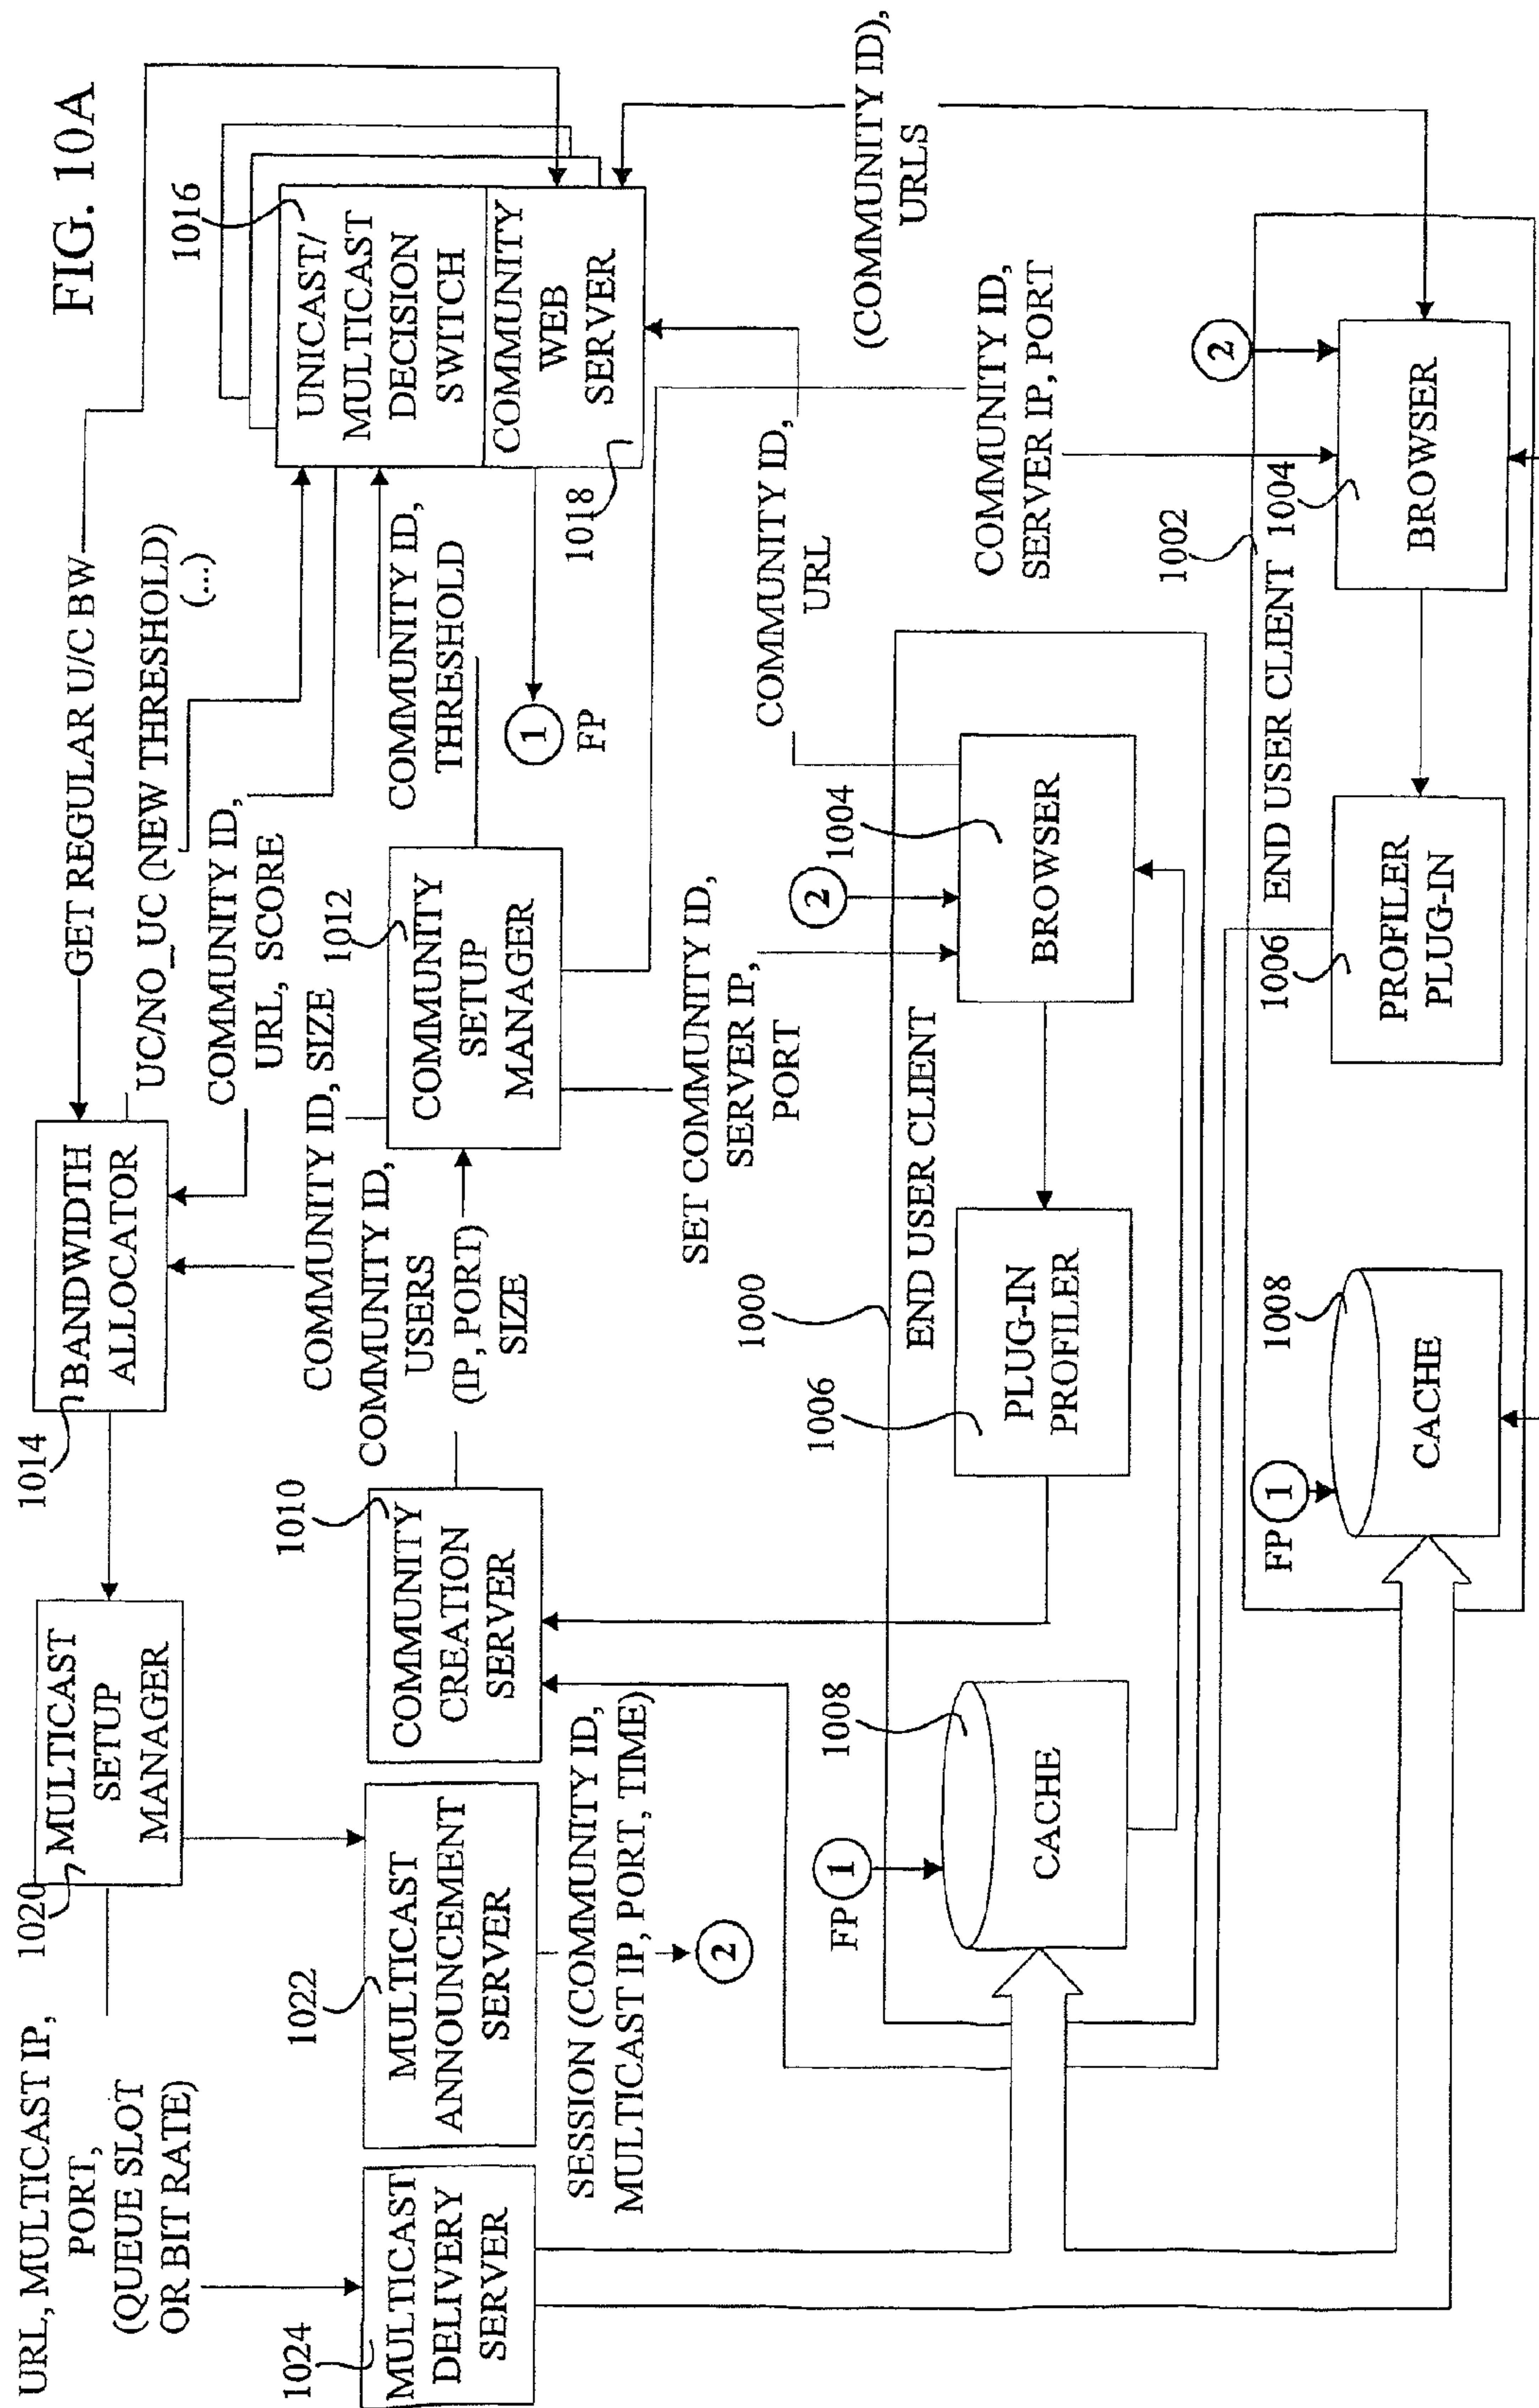 FIG. 10A
URL, MULTICAST IP,
PORT,
(QUEUE SLOT
OR BIT RATE)
1020
MULTICAST
SETUP
MANAGER
1014
BANDWIDTH
ALLOCATOR
GET REGULAR U/C BW
UC/NO_UC (NEW THRESHOLD)
(...)
COMMUNITY ID,
URL, SCORE
COMMUNITY ID, SIZE
1016
UNICAST/
MULTICAST
DECISION
SWITCH
COMMUNITY
WEB
SERVER
1018
1024
MULTICAST
DELIVERY
SERVER
1022
MULTICAST
ANNOUNCEMENT
SERVER
SESSION (COMMUNITY ID,
MULTICAST IP, PORT, TIME)
2
1010
COMMUNITY
CREATION
SERVER
COMMUNITY ID,
USERS
(IP, PORT)
SIZE
1012
COMMUNITY
SETUP
MANAGER
COMMUNITY ID,
THRESHOLD
1
FP
SET COMMUNITY ID,
SERVER IP,
PORT
COMMUNITY ID,
URL
(COMMUNITY ID),
URLS
COMMUNITY ID,
SERVER IP, PORT
1000
END USER CLIENT
FP
1
1008
CACHE
1006
PLUG-IN
PROFILER
2
1004
BROWSER
1002
END USER CLIENT
FP
1
1008
CACHE
1006
PROFILER
PLUG-IN
1004
2
BROWSER